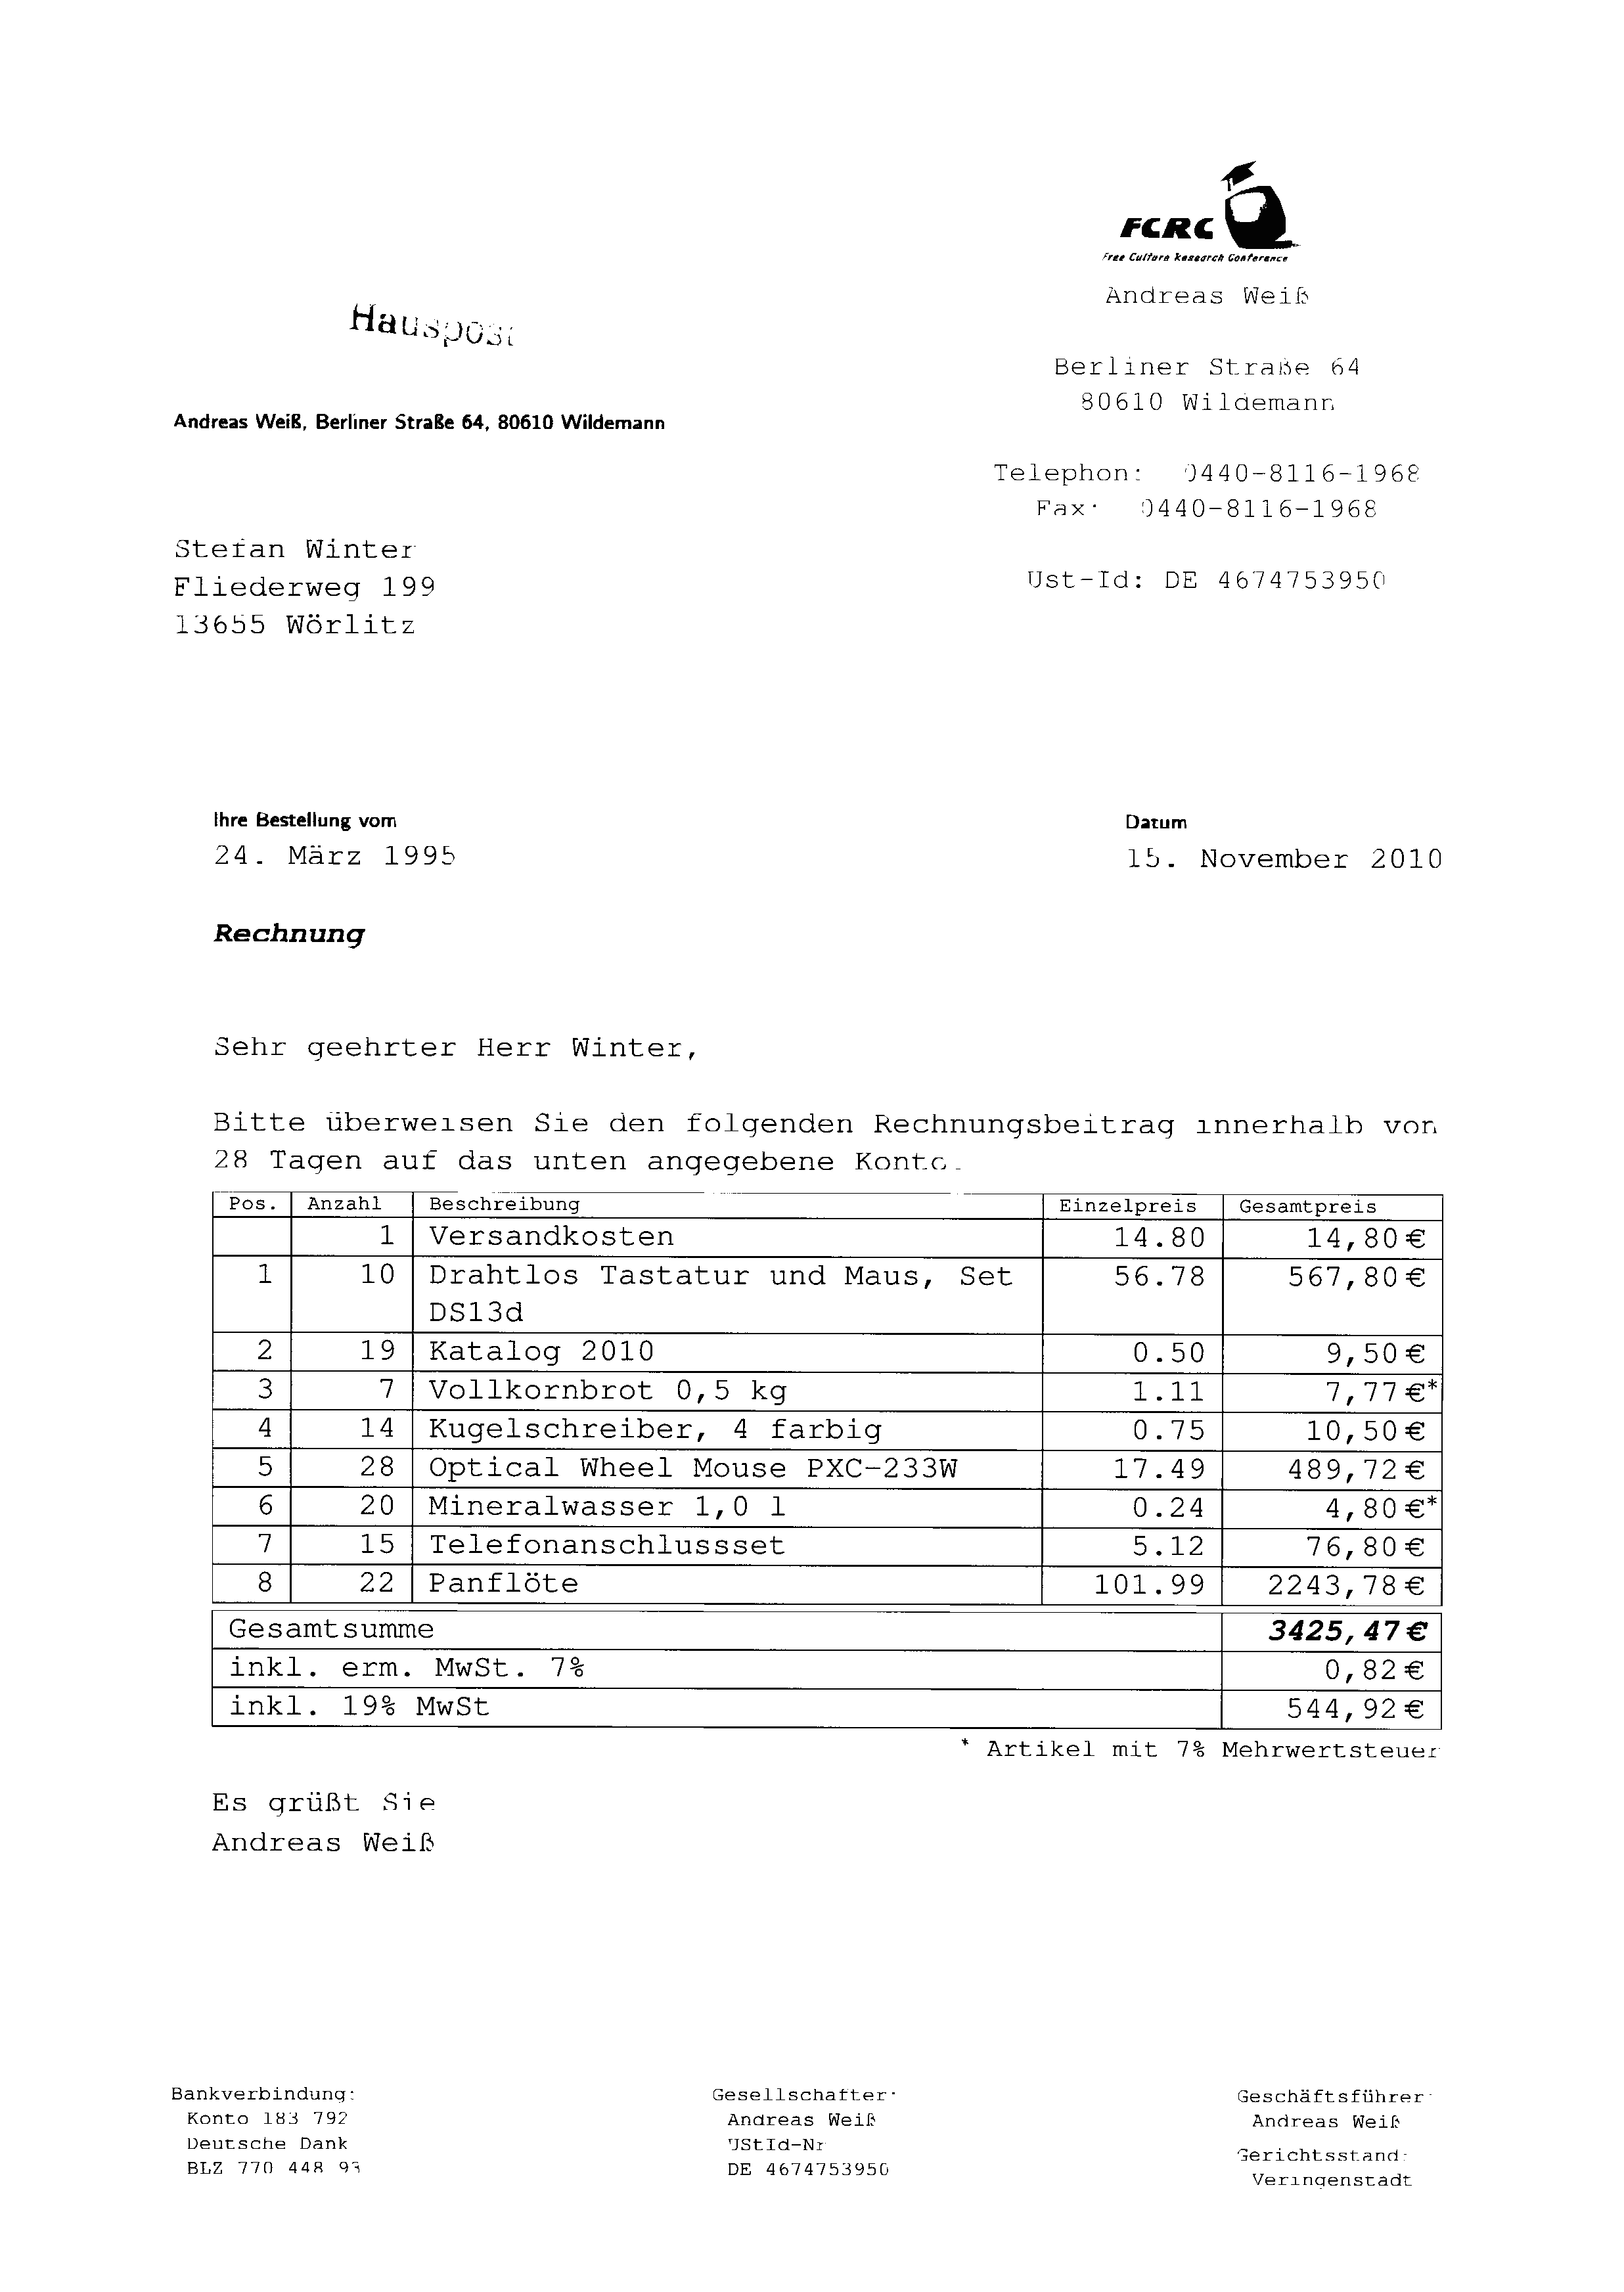 FCRC
Free Culture Research Conference
Andreas Weiß
Hauspost
Berliner Straße 64
80610 Wildemann
Andreas Weiß, Berliner Straße 64, 80610 Wildemann
Telephon: 0440-8116-1968
Fax: 0440-8116-1968
Stefan Winter
Fliederweg 199
13655 Wörlitz
Ust-Id: DE 4674753950
Ihre Bestellung vom Datum
24. März 1995 15. November 2010
Rechnung
Sehr geehrter Herr Winter,
Bitte überweisen Sie den folgenden Rechnungsbeitrag innerhalb von
28 Tagen auf das unten angegebene Konto.
Pos. Anzahl Beschreibung Einzelpreis Gesamtpreis
1 Versandkosten 14.80 14,80 €
1 10 Drahtlos Tastatur und Maus, Set 56.78 567,80 €
DS13d
2 19 Katalog 2010 0.50 9,50 €
3 7 Vollkornbrot 0,5 kg 1.11 7,77 €*
4 14 Kugelschreiber, 4 farbig 0.75 10,50 €
5 28 Optical Wheel Mouse PXC-233W 17.49 489,72 €
6 20 Mineralwasser 1,0 l 0.24 4,80 €*
7 15 Telefonanschlussset 5.12 76,80 €
8 22 Panflöte 101.99 2243,78 €
Gesamtsumme 3425,47 €
inkl. erm. MwSt. 7% 0,82 €
inkl. 19% MwSt 544,92 €
* Artikel mit 7% Mehrwertsteuer
Es grüßt Sie
Andreas Weiß
Bankverbindung:
Konto 183 792
Deutsche Dank
BLZ 770 448 93
Gesellschafter:
Andreas Weiß
UStId-Nr
DE 4674753950
Geschäftsführer:
Andreas Weiß
Gerichtsstand:
Veringenstadt